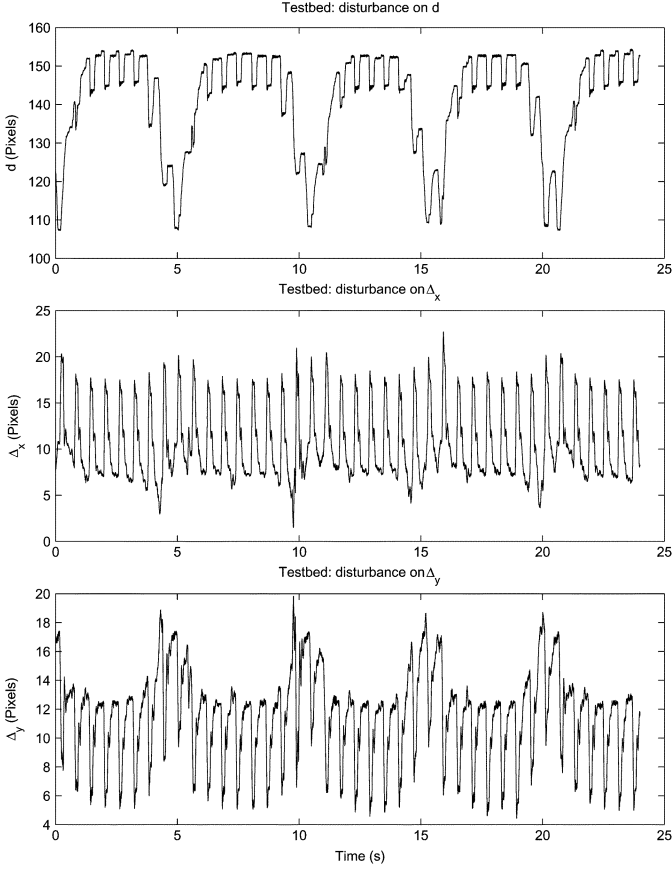 Testbed: disturbance on d
160
150
140
130
120
110
100
d (Pixels)
0 5 10 15 20 25
Testbed: disturbance on Δx
25
20
15
10
5
0
Δx (Pixels)
0 5 10 15 20 25
Testbed: disturbance on Δy
20
18
16
14
12
10
8
6
4
Δy (Pixels)
0 5 10 15 20 25
Time (s)